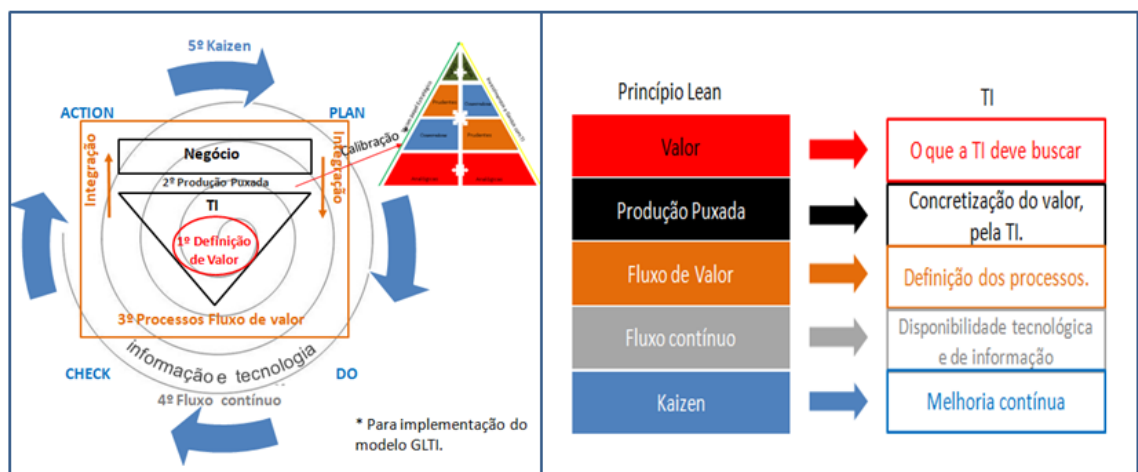 5º Kaizen
ACTION
PLAN
Integração
Negócio
Integração
2º Produção Puxada
TI
1º Definição
de Valor
3º Processos Fluxo de valor
informação e tecnologia
CHECK
DO
4º Fluxo contínuo
Calibração
Prudentes
Prudentes
* Para implementação do
modelo GLTI.
Princípio Lean
TI
Valor
O que a TI deve buscar
Produção Puxada
Concretização do valor,
pela TI.
Fluxo de Valor
Definição dos processos.
Fluxo contínuo
Disponibilidade tecnológica
e de informação
Kaizen
Melhoria contínua